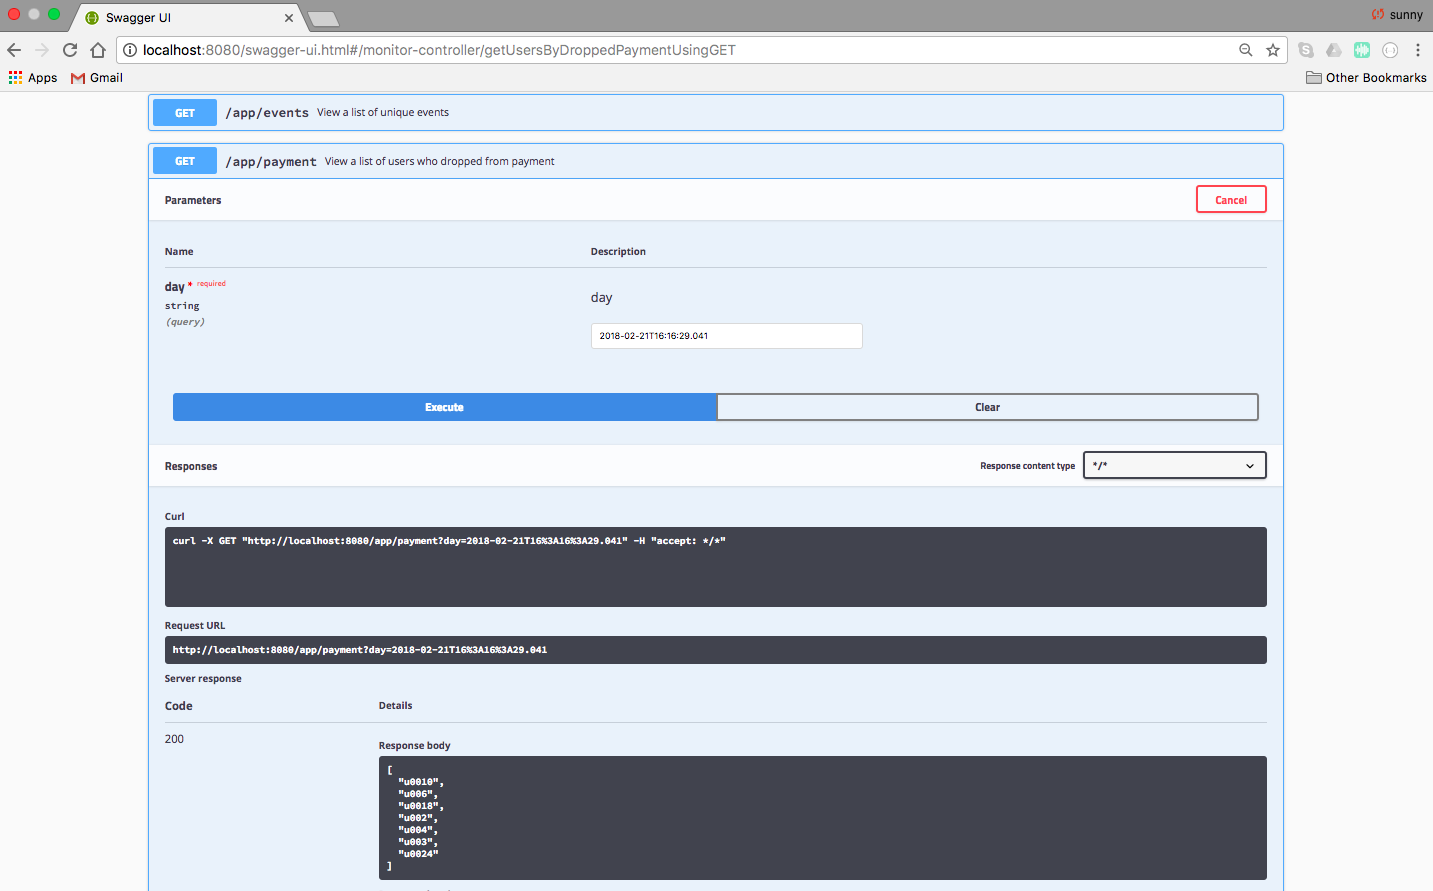 Swagger UI
sunny
localhost:8080/swagger-ui.html#/monitor-controller/getUsersByDroppedPaymentUsingGET
Apps Gmail Other Bookmarks
GET /app/events View a list of unique events
GET /app/payment View a list of users who dropped from payment
Parameters Cancel
Name Description
day * required
string
(query)
day
2018-02-21T16:16:29.041
Execute Clear
Responses Response content type */*
Curl
curl -X GET "http://localhost:8080/app/payment?day=2018-02-21T16%3A16%3A29.041" -H "accept: */*"
Request URL
http://localhost:8080/app/payment?day=2018-02-21T16%3A16%3A29.041
Server response
Code Details
200
Response body
[
"u0010",
"u006",
"u0018",
"u002",
"u004",
"u003",
"u0024"
]